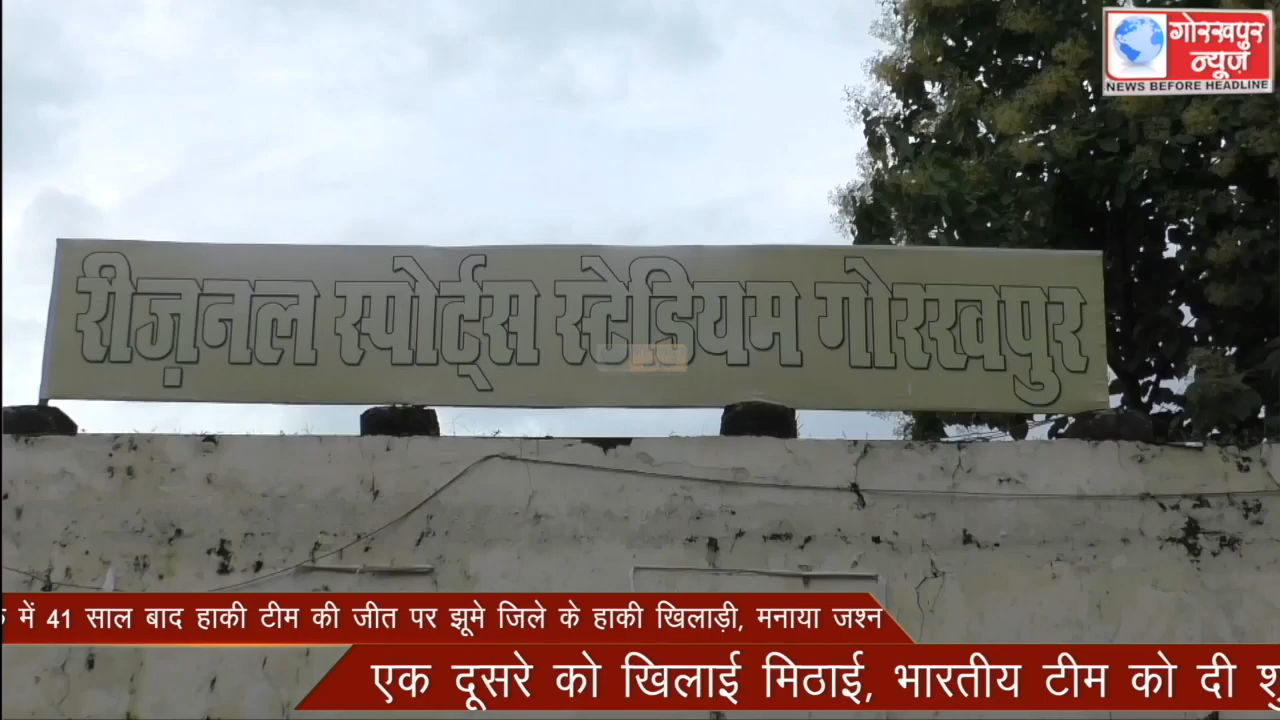 गोरखपुर
न्यूज़
NEWS BEFORE HEADLINE
रीज़नल स्पोर्ट्स स्टेडियम गोरखपुर
में 41 साल बाद हाकी टीम की जीत पर झूमे जिले के हाकी खिलाड़ी, मनाया जश्न
एक दूसरे को खिलाई मिठाई, भारतीय टीम को दी